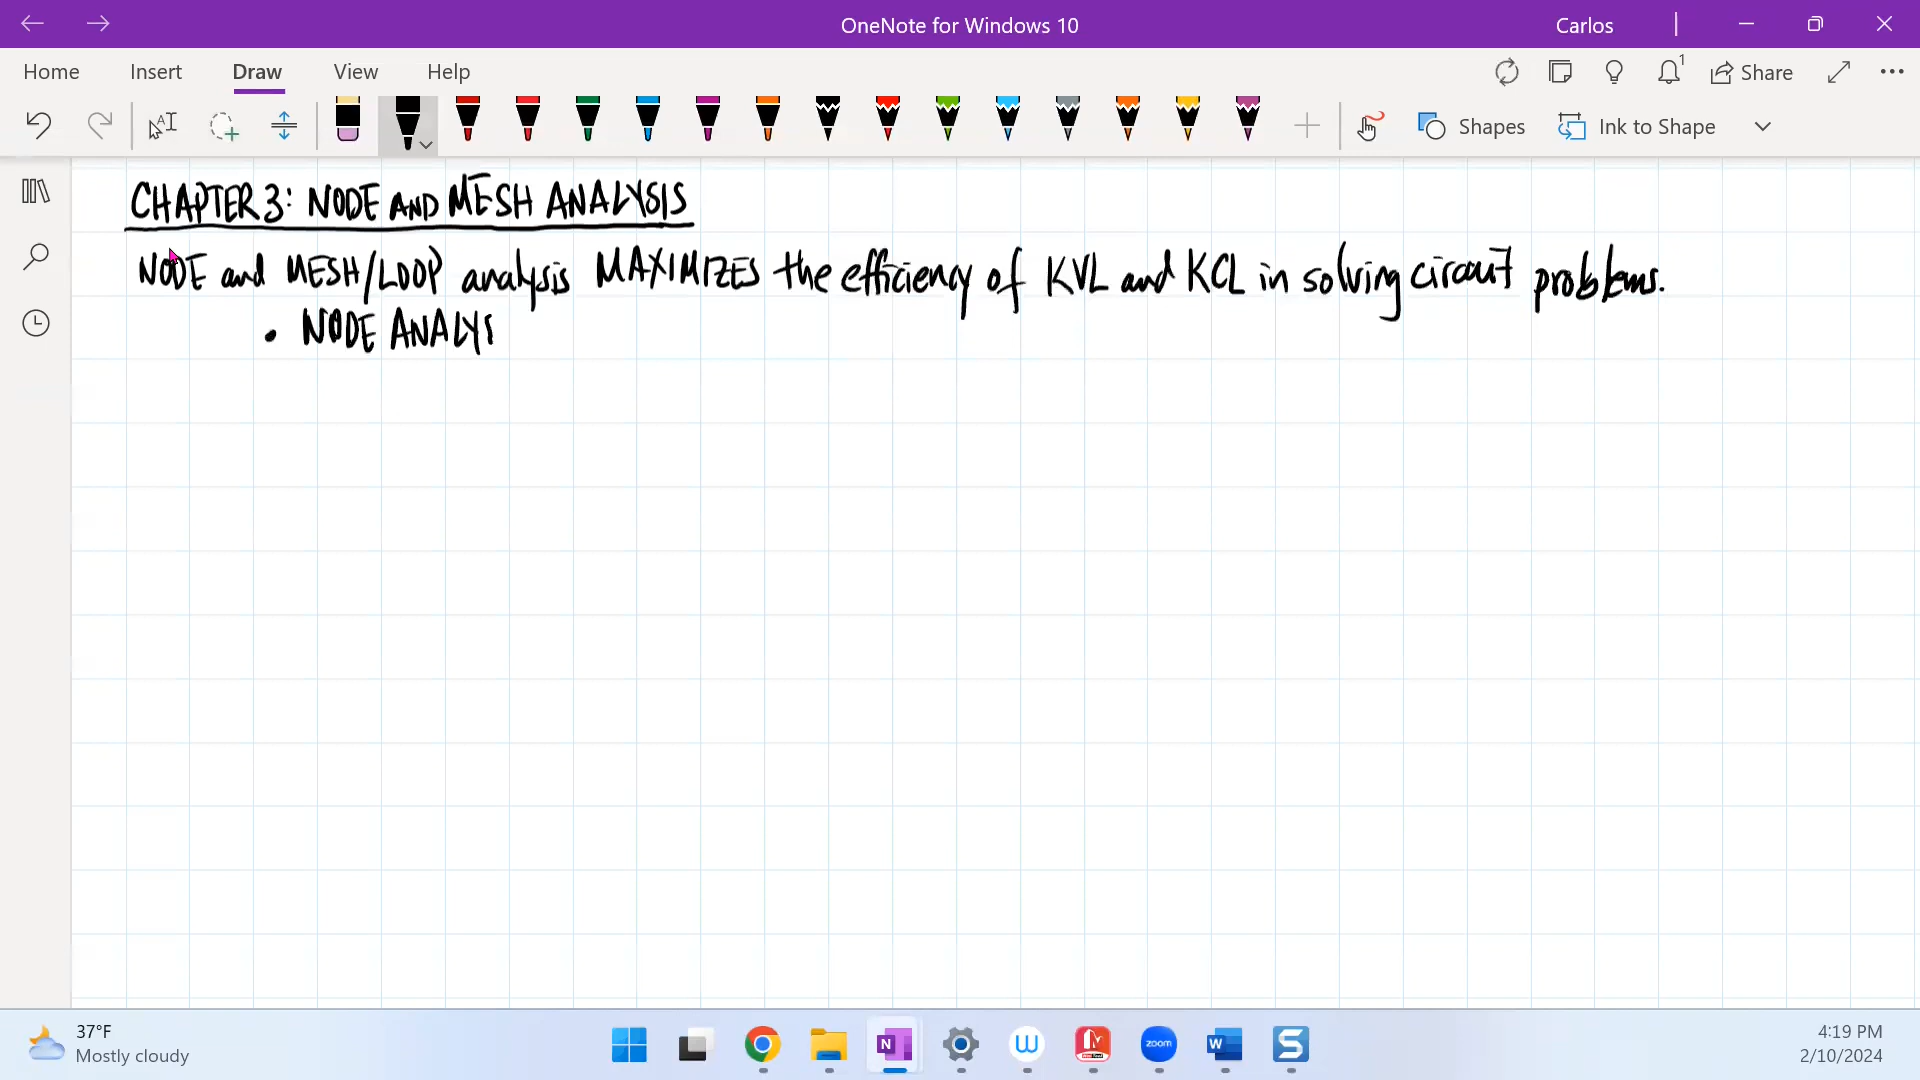 OneNote for Windows 10
Carlos
Home Insert Draw View Help
1
Share
Shapes
Ink to Shape
CHAPTER 3: NODE AND MESH ANALYSIS
NODE and MESH/LOOP analysis MAXIMIZES the efficiency of KVL and KCL in solving circuit problems.
• NODE ANALYS
37°F
Mostly cloudy
zoom
4:19 PM
2/10/2024